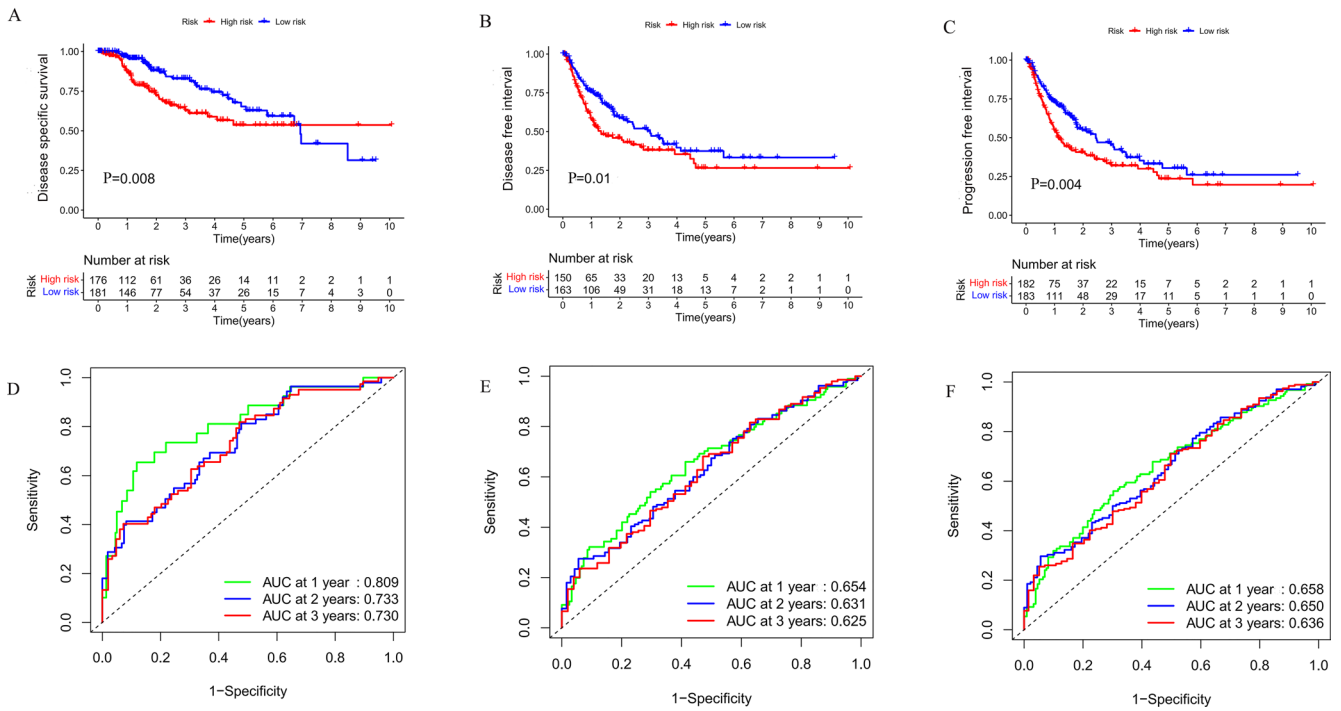 A
Risk High risk Low risk
Disease specific survival
1.00
0.75
0.50
0.25
0.00
P=0.008
0 1 2 3 4 5 6 7 8 9 10
Time(years)
Number at risk
Risk
High risk 176 112 61 36 26 14 11 2 2 1 1
Low risk 181 146 77 54 37 26 15 7 4 3 0
0 1 2 3 4 5 6 7 8 9 10
Time(years)
B
Risk High risk Low risk
Disease free interval
1.00
0.75
0.50
0.25
0.00
P=0.01
0 1 2 3 4 5 6 7 8 9 10
Time(years)
Number at risk
Risk
High risk 150 65 33 20 13 5 4 2 2 1 1
Low risk 163 106 49 31 18 13 7 2 1 1 0
0 1 2 3 4 5 6 7 8 9 10
Time(years)
C
Risk High risk Low risk
Progression free interval
1.00
0.75
0.50
0.25
0.00
P=0.004
0 1 2 3 4 5 6 7 8 9 10
Time(years)
Number at risk
Risk
High risk 182 75 37 22 15 7 5 2 2 1 1
Low risk 183 111 48 29 17 11 5 1 1 1 0
0 1 2 3 4 5 6 7 8 9 10
Time(years)
D
Sensitivity
1.0
0.8
0.6
0.4
0.2
0.0
AUC at 1 year : 0.809
AUC at 2 years: 0.733
AUC at 3 years: 0.730
0.0 0.2 0.4 0.6 0.8 1.0
1−Specificity
E
Sensitivity
1.0
0.8
0.6
0.4
0.2
0.0
AUC at 1 year : 0.654
AUC at 2 years: 0.631
AUC at 3 years: 0.625
0.0 0.2 0.4 0.6 0.8 1.0
1−Specificity
F
Sensitivity
1.0
0.8
0.6
0.4
0.2
0.0
AUC at 1 year : 0.658
AUC at 2 years: 0.650
AUC at 3 years: 0.636
0.0 0.2 0.4 0.6 0.8 1.0
1−Specificity